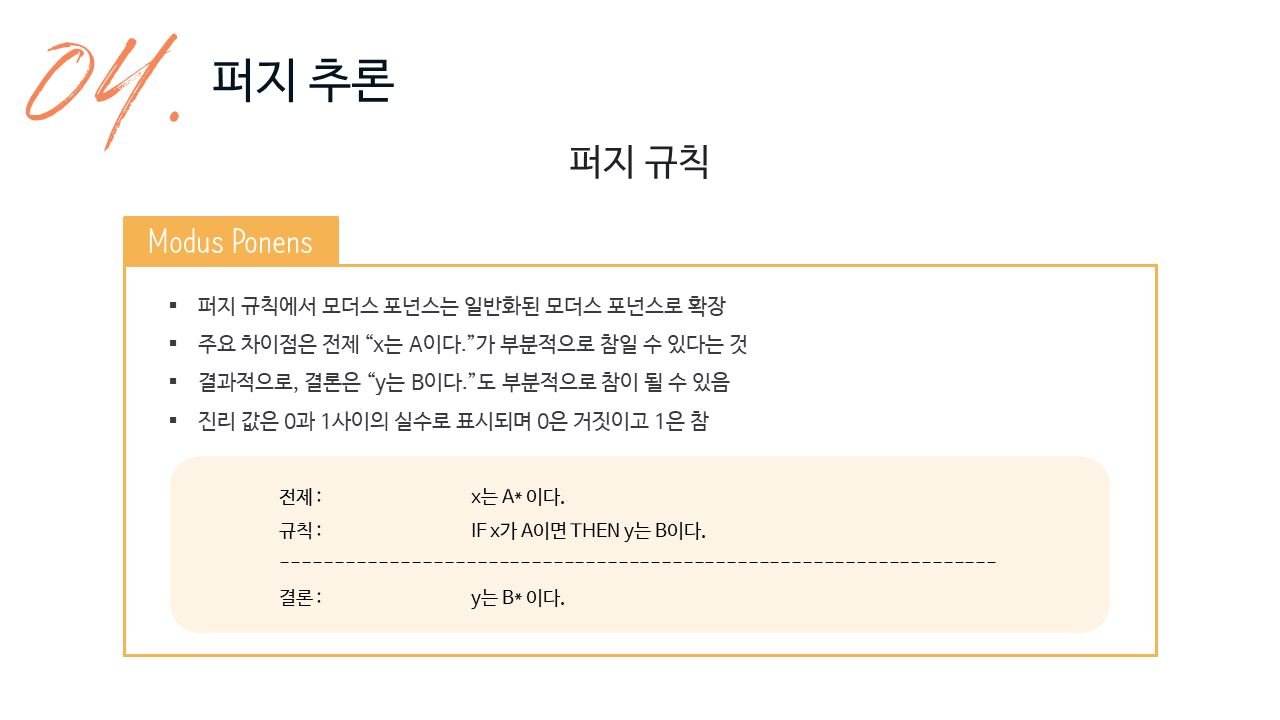 04. 퍼지 추론
퍼지 규칙
Modus Ponens
▪ 퍼지 규칙에서 모더스 포넌스는 일반화된 모더스 포넌스로 확장
▪ 주요 차이점은 전제 “x는 A이다.”가 부분적으로 참일 수 있다는 것
▪ 결과적으로, 결론은 “y는 B이다.”도 부분적으로 참이 될 수 있음
▪ 진리 값은 0과 1사이의 실수로 표시되며 0은 거짓이고 1은 참
전제 : x는 A* 이다.
규칙 : IF x가 A이면 THEN y는 B이다.
-----------------------------------------------------------------
결론 : y는 B* 이다.